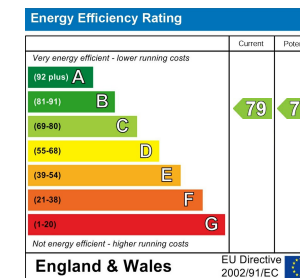 Energy Efficiency Rating
Current
Very energy efficient - lower running costs
(92 plus) A
(81-91) B
79
(69-80) C
(55-68) D
(39-54) E
(21-38) F
(1-20) G
Not energy efficient - higher running costs
England & Wales
EU Directive
2002/91/EC